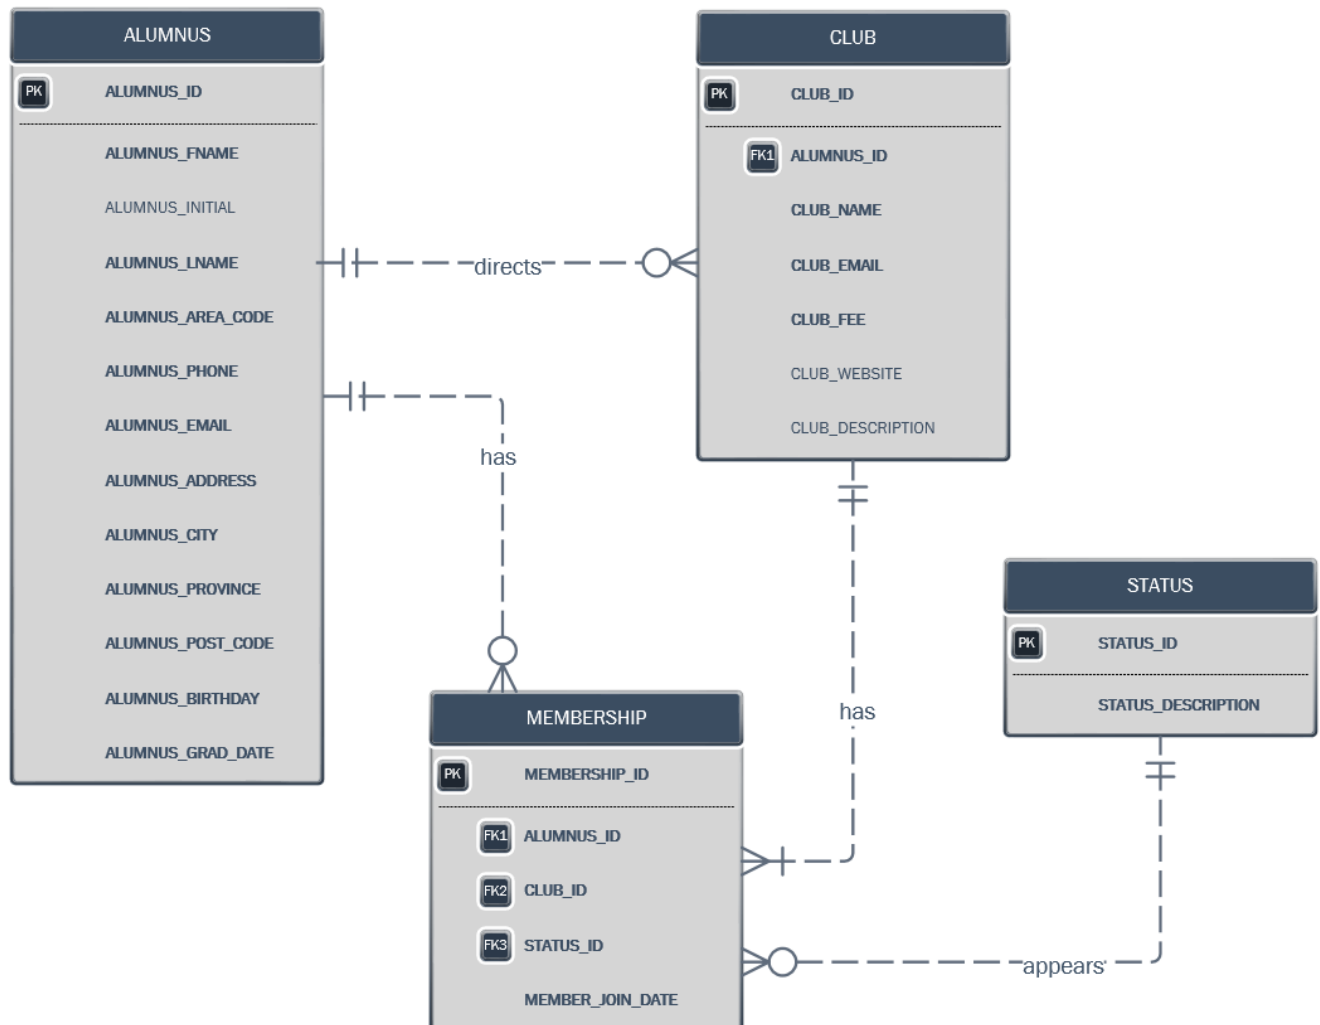 ALUMNUS
PK ALUMNUS_ID
ALUMNUS_FNAME
ALUMNUS_INITIAL
ALUMNUS_LNAME
ALUMNUS_AREA_CODE
ALUMNUS_PHONE
ALUMNUS_EMAIL
ALUMNUS_ADDRESS
ALUMNUS_CITY
ALUMNUS_PROVINCE
ALUMNUS_POST_CODE
ALUMNUS_BIRTHDAY
ALUMNUS_GRAD_DATE
directs
has
CLUB
PK CLUB_ID
FK1 ALUMNUS_ID
CLUB_NAME
CLUB_EMAIL
CLUB_FEE
CLUB_WEBSITE
CLUB_DESCRIPTION
has
MEMBERSHIP
PK MEMBERSHIP_ID
FK1 ALUMNUS_ID
FK2 CLUB_ID
FK3 STATUS_ID
MEMBER_JOIN_DATE
STATUS
PK STATUS_ID
STATUS_DESCRIPTION
appears